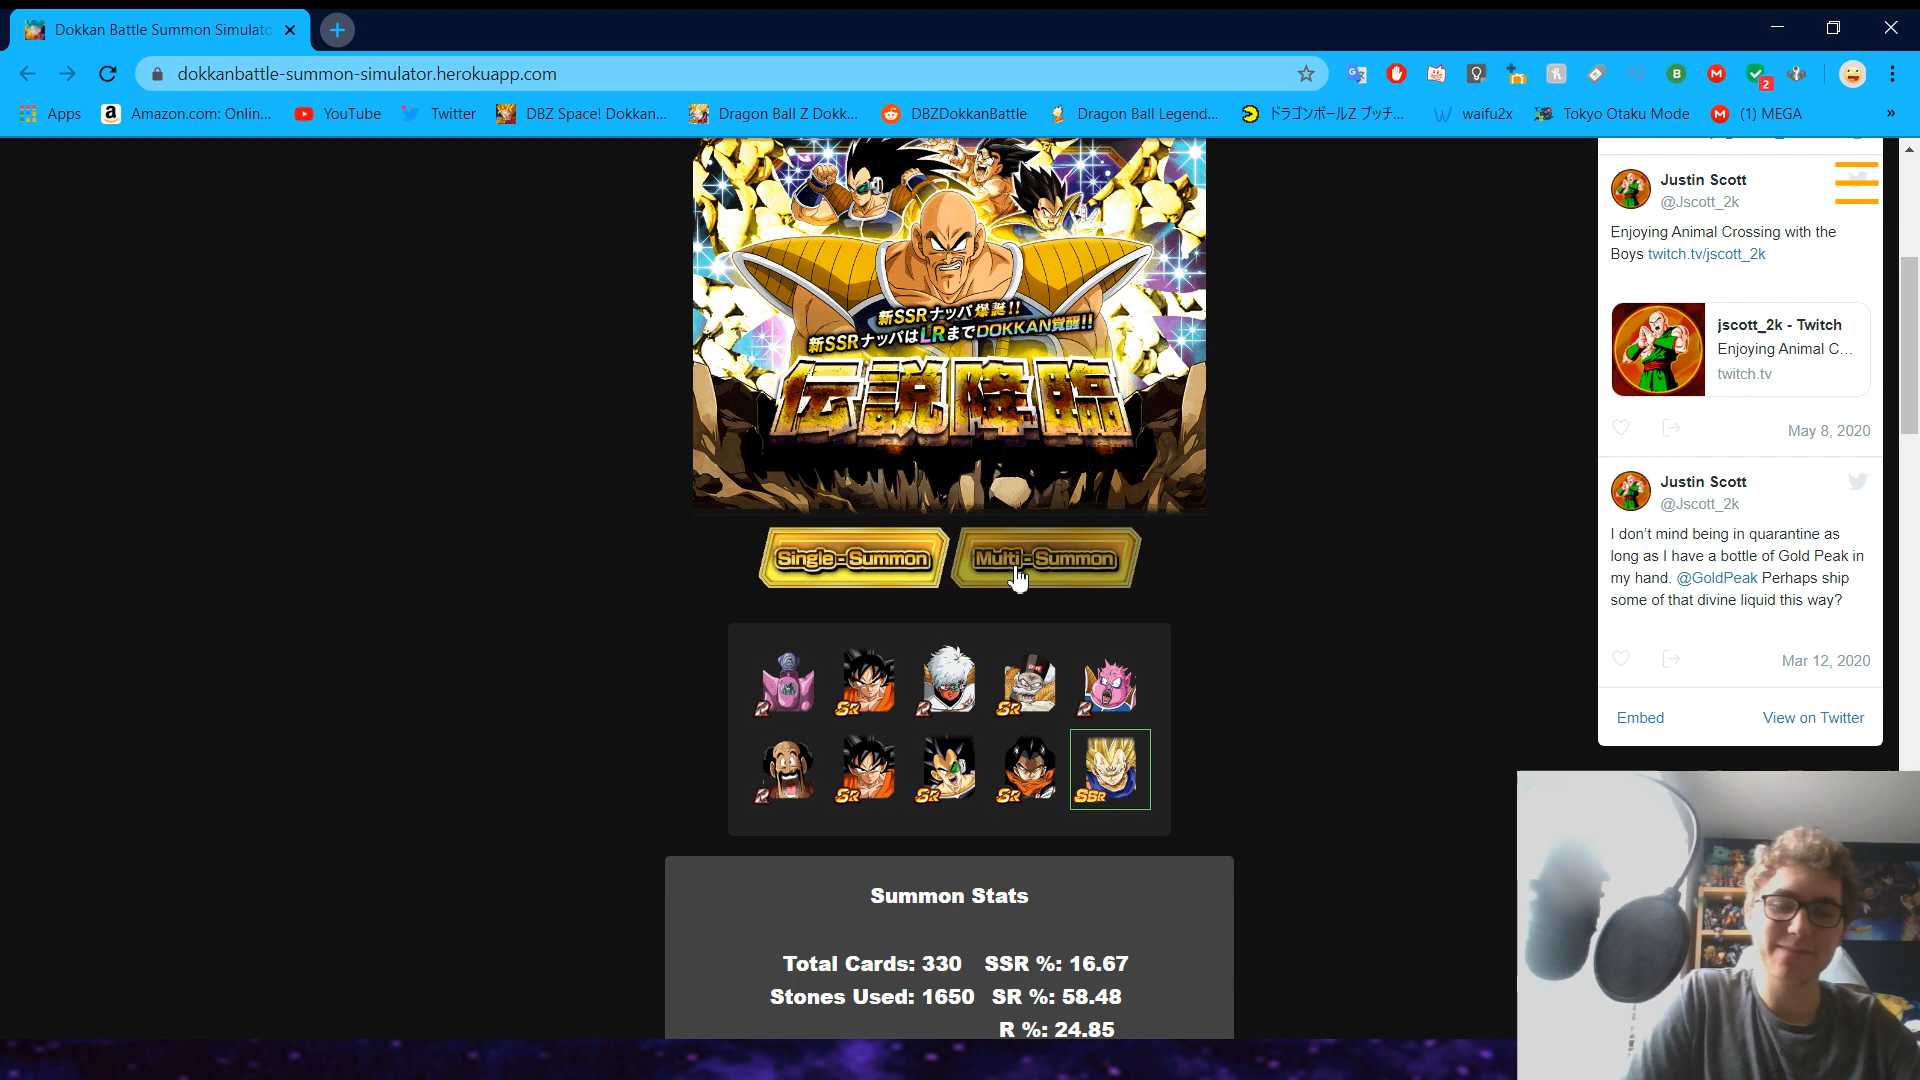 Dokkan Battle Summon Simulato
dokkanbattle-summon-simulator.herokuapp.com
2
Apps
Amazon.com: Onlin...
YouTube
Twitter
DBZ Space! Dokkan...
Dragon Ball Z Dokk...
DBZDokkanBattle
Dragon Ball Legend...
ドラゴンボールZ ブッチ...
waifu2x
Tokyo Otaku Mode
(1) MEGA
»
新SSRナッパ爆誕!!
新SSRナッパはLRまでDOKKAN覚醒!!
伝説降臨
Single-Summon
Multi-Summon
R
SR
R
SR
R
R
SR
SR
SR
SSR
Summon Stats
Total Cards: 330 SSR %: 16.67
Stones Used: 1650 SR %: 58.48
R %: 24.85
Justin Scott
@Jscott_2k
Enjoying Animal Crossing with the
Boys twitch.tv/jscott_2k
jscott_2k - Twitch
Enjoying Animal C...
twitch.tv
May 8, 2020
Justin Scott
@Jscott_2k
I don’t mind being in quarantine as
long as I have a bottle of Gold Peak in
my hand. @GoldPeak Perhaps ship
some of that divine liquid this way?
Mar 12, 2020
Embed
View on Twitter